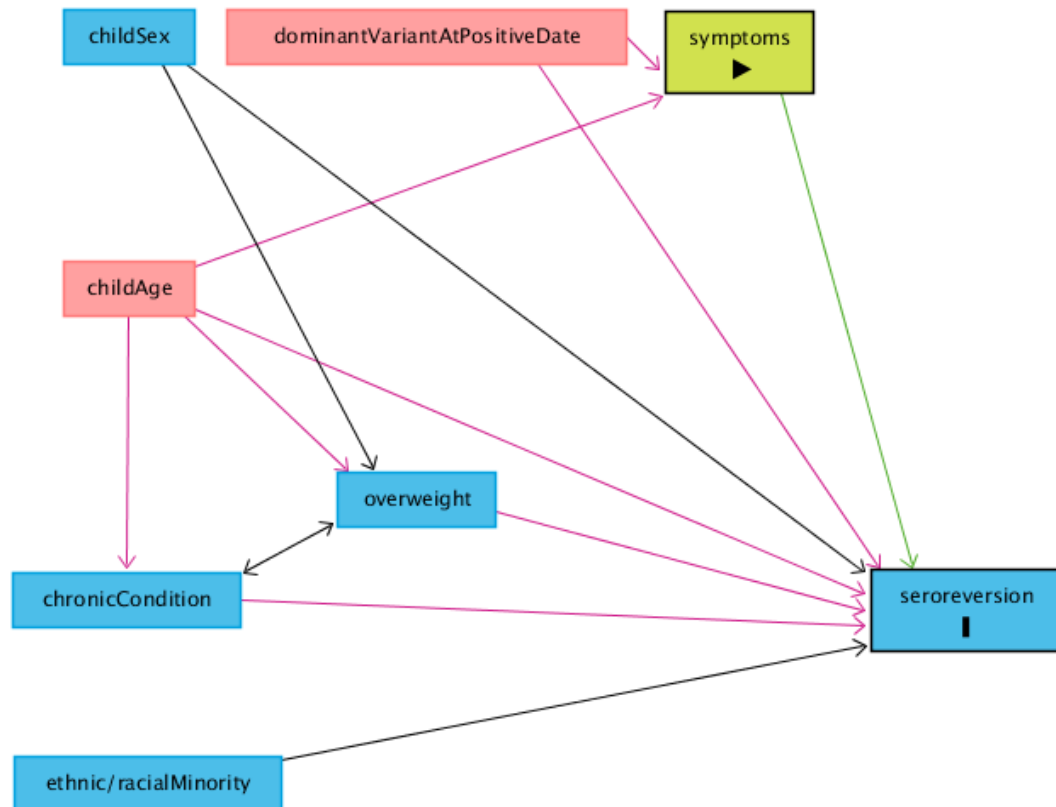 childSex
dominantVariantAtPositiveDate
symptoms
childAge
overweight
chronicCondition
seroreversion
ethnic/racialMinority